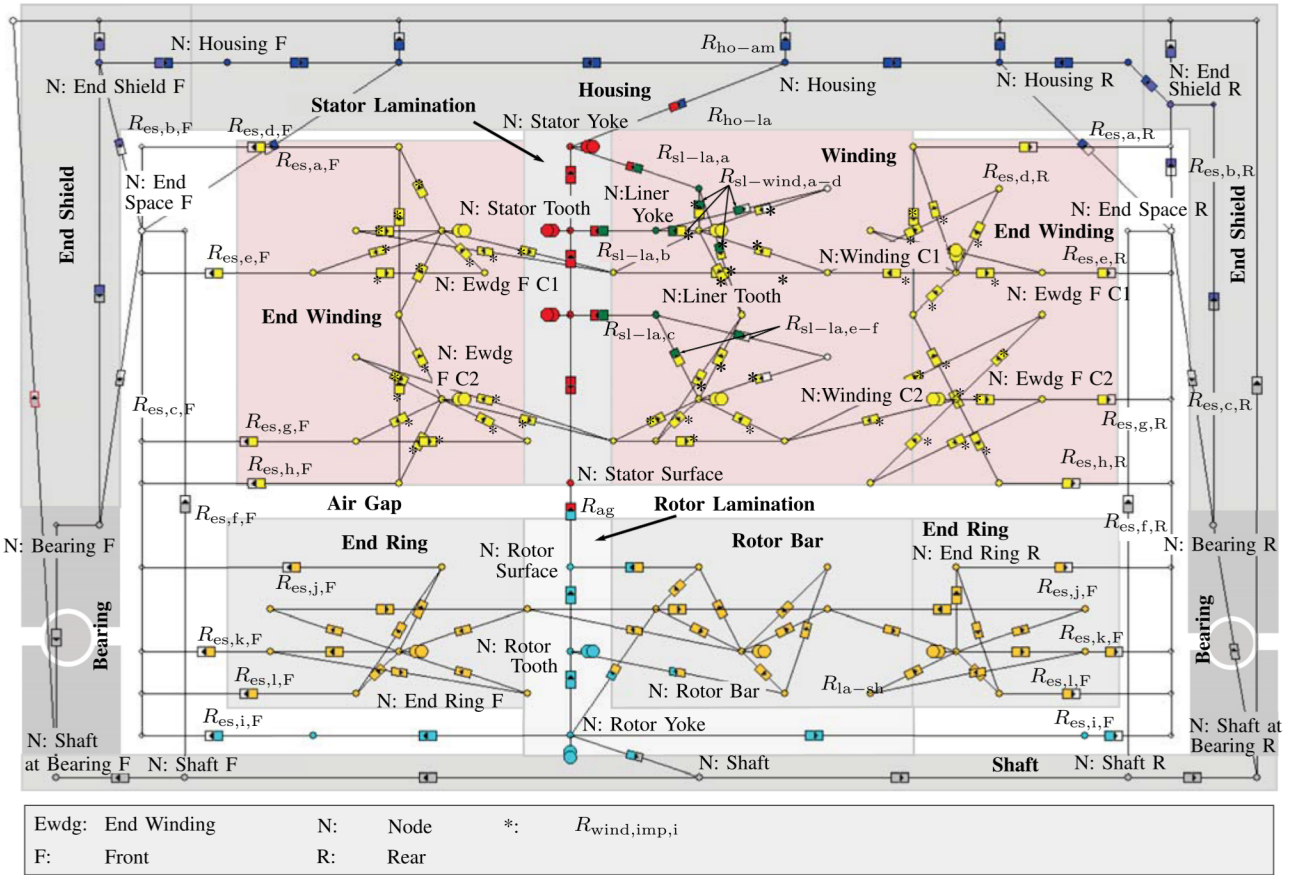 N: Housing F
R_ho-am
N: End Shield F
Housing
N: Housing
N: Housing R
N: End
Shield R
Stator Lamination
N: Stator Yoke
R_ho-la
R_es,b,F
R_es,d,F
R_es,a,F
R_sl-la,a
Winding
R_es,a,R
R_sl-wind,a-d
R_es,d,R
R_es,b,R
N: End
Space F
N:Liner
Yoke
N: Stator Tooth
N: End Space R
End Shield
End Shield
End Winding
R_sl-la,b
N:Winding C1
R_es,e,F
R_es,e,R
N: Ewdg F C1
N:Liner Tooth
N: Ewdg F C1
End Winding
R_sl-la,c
R_sl-la,e-f
N: Ewdg
F C2
N: Ewdg F C2
N:Winding C2
R_es,c,F
R_es,c,R
R_es,g,F
R_es,g,R
R_es,h,F
R_es,h,R
N: Stator Surface
Air Gap
R_ag
Rotor Lamination
R_es,f,F
R_es,f,R
N: Bearing F
End Ring
N: Rotor
Surface
Rotor Bar
End Ring
N: End Ring R
N: Bearing R
R_es,j,F
R_es,j,F
Bearing
Bearing
R_es,k,F
N: Rotor
Tooth
R_es,k,F
R_es,l,F
N: End Ring F
N: Rotor Bar
R_la-sh
R_es,l,F
R_es,i,F
N: Rotor Yoke
R_es,i,F
N: Shaft
at Bearing F
N: Shaft F
N: Shaft
Shaft
N: Shaft R
N: Shaft at
Bearing R
Ewdg: End Winding N: Node *: R_wind,imp,i
F: Front R: Rear